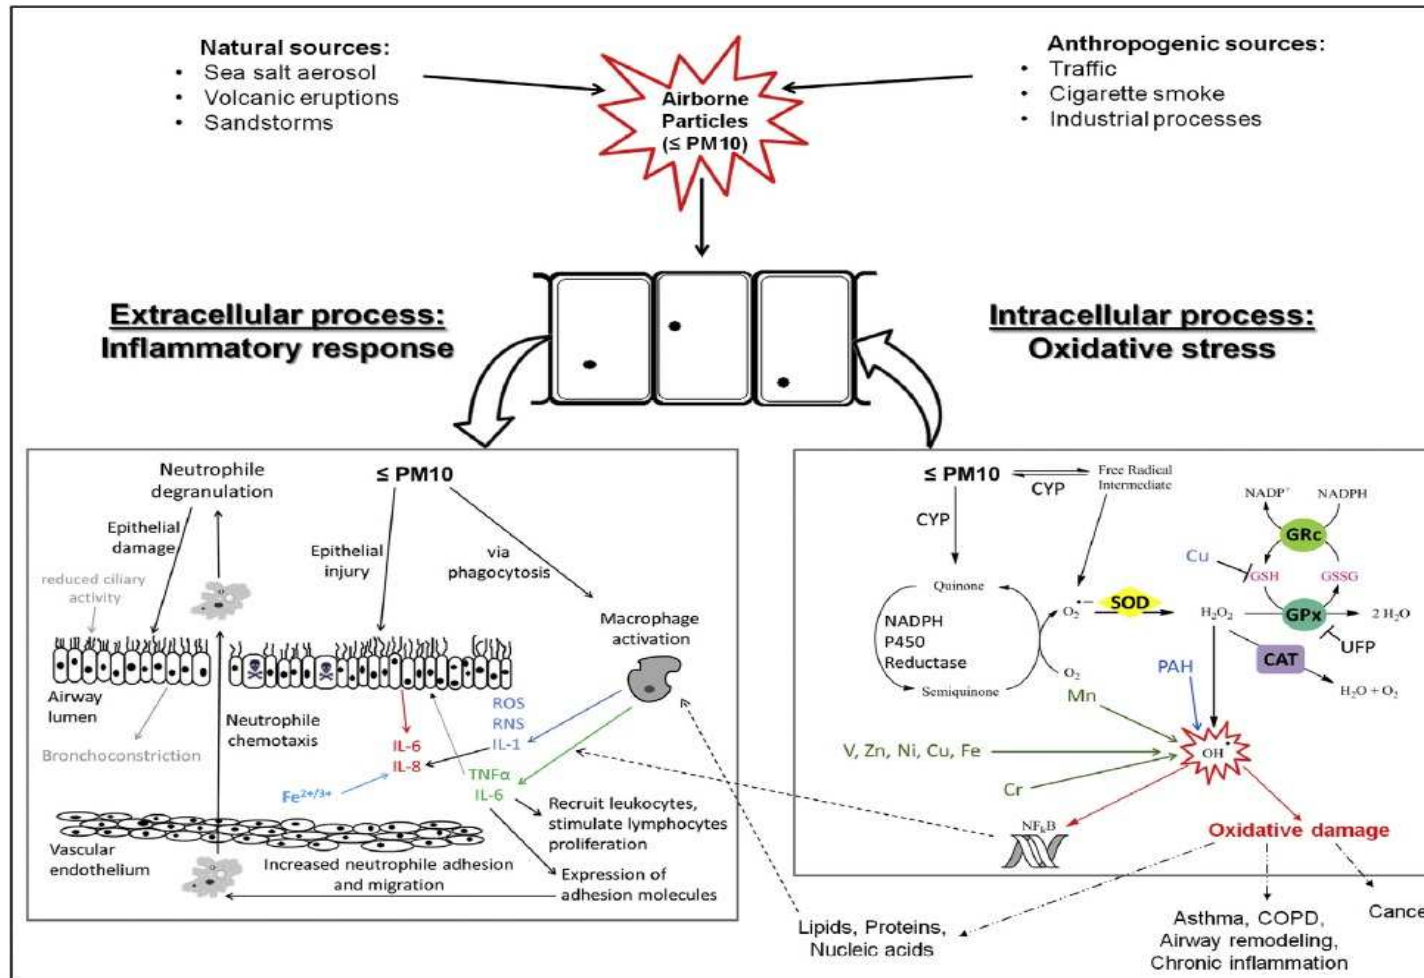 Natural sources:
• Sea salt aerosol
• Volcanic eruptions
• Sandstorms
Airborne
Particles
(≤ PM10)
Anthropogenic sources:
• Traffic
• Cigarette smoke
• Industrial processes
Extracellular process:
Inflammatory response
Intracellular process:
Oxidative stress
Neutrophile
degranulation
≤ PM10
Epithelial
damage
Epithelial
injury
via
phagocytosis
reduced ciliary
activity
Macrophage
activation
Airway
lumen
Neutrophile
chemotaxis
Bronchoconstriction
ROS
RNS
IL-1
IL-6
IL-8
TNFα
IL-6
Fe2+/3+
Recruit leukocytes,
stimulate lymphocytes
proliferation
Vascular
endothelium
Increased neutrophile adhesion
and migration
Expression of
adhesion molecules
≤ PM10
CYP
Free Radical
Intermediate
CYP
NADP+
NADPH
GRc
Cu
GSH
GSSG
Quinone
O2•−
SOD
H2O2
GPx
2 H2O
NADPH
P450
Reductase
UFP
CAT
Semiquinone
O2
PAH
H2O + O2
Mn
V, Zn, Ni, Cu, Fe
OH•
Cr
NFkB
Oxidative damage
Lipids, Proteins,
Nucleic acids
Asthma, COPD,
Airway remodeling,
Chronic inflammation
Cance